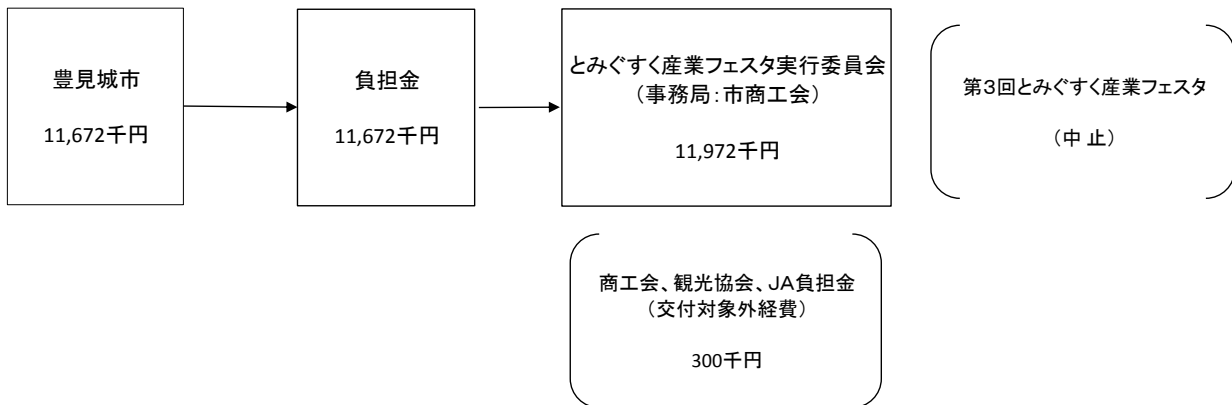 豊見城市
11,672千円
負担金
11,672千円
とみぐすく産業フェスタ実行委員会
（事務局：市商工会）
11,972千円
第3回とみぐすく産業フェスタ
（中 止）
商工会、観光協会、JA負担金
（交付対象外経費）
300千円